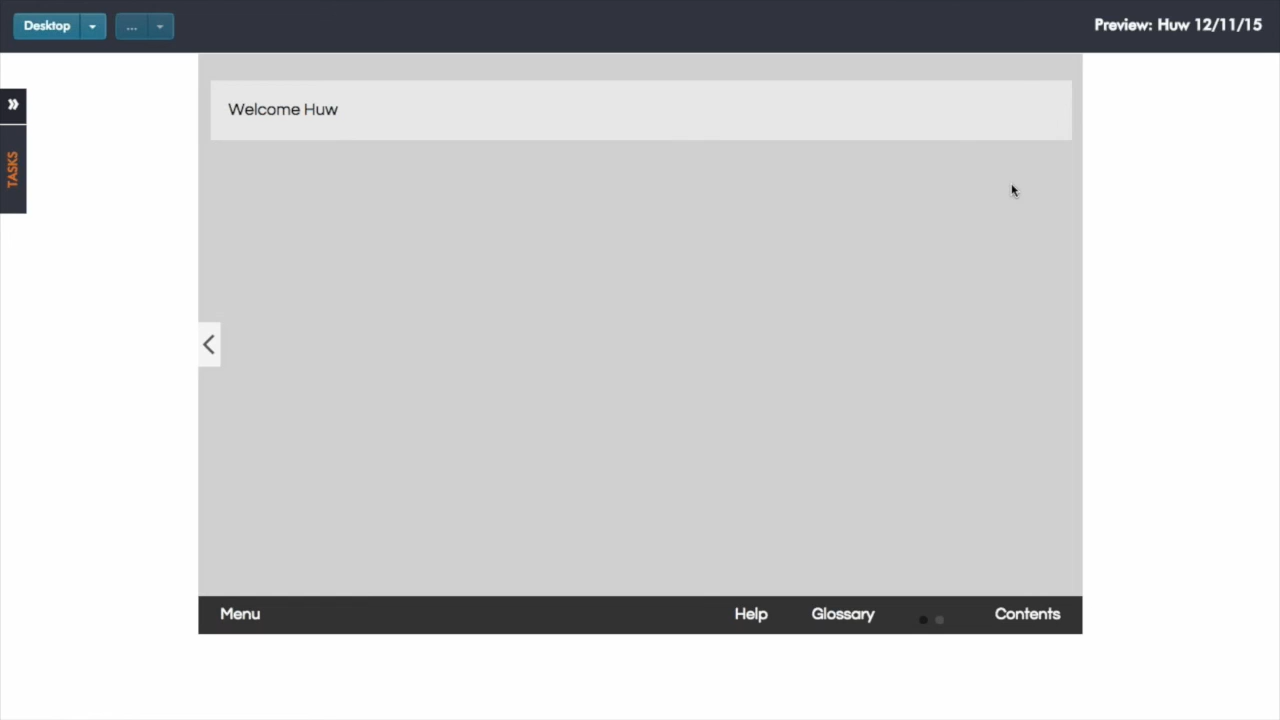 Desktop ... Preview: Huw 12/11/15
TASKS
Welcome Huw
Menu Help Glossary Contents